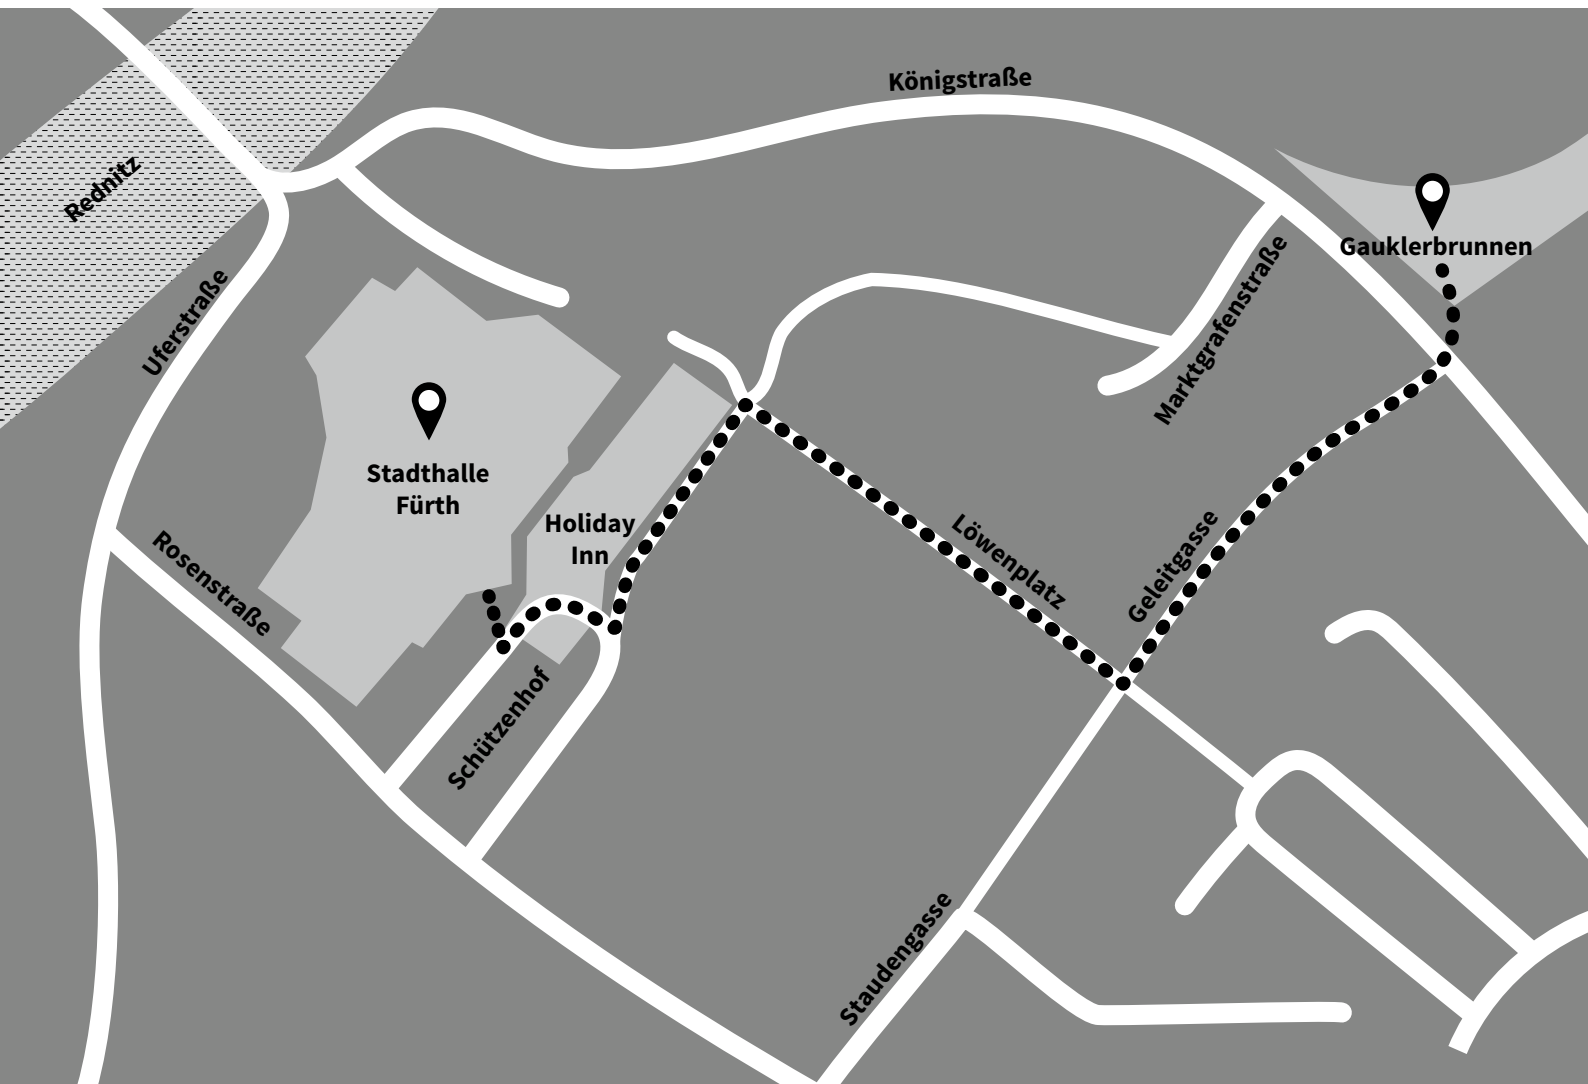 Königstraße
Rednitz
Gauklerbrunnen
Uferstraße
Marktgrafenstraße
Stadthalle
Fürth
Holiday
Inn
Löwenplatz
Geleitgasse
Rosenstraße
Schützenhof
Staudengasse